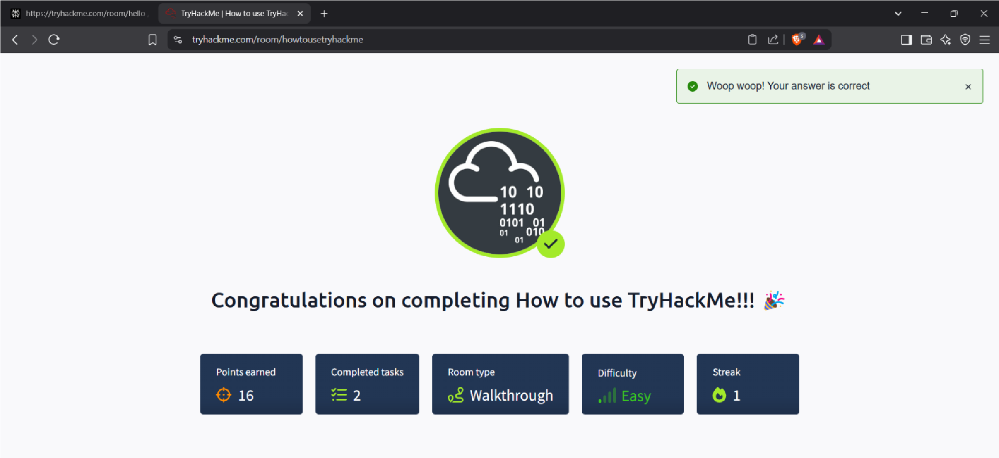 https://tryhackme.com/room/hello
TryHackMe | How to use TryHac
tryhackme.com/room/howtousetryhackme
5
Woop woop! Your answer is correct
10 10
1110
0101 01
01 010
01
Congratulations on completing How to use TryHackMe!!!
Points earned
16
Completed tasks
2
Room type
Walkthrough
Difficulty
Easy
Streak
1